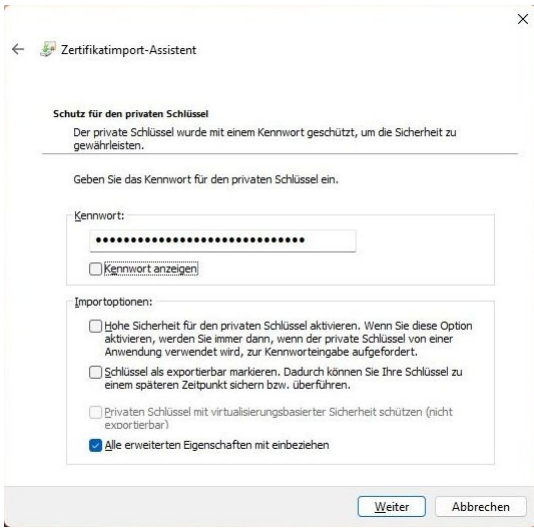 Zertifikatimport-Assistent
Schutz für den privaten Schlüssel
Der private Schlüssel wurde mit einem Kennwort geschützt, um die Sicherheit zu
gewährleisten.
Geben Sie das Kennwort für den privaten Schlüssel ein.
Kennwort:
●●●●●●●●●●●●●●●●●●●●●●●●●●●●●●
Kennwort anzeigen
Importoptionen:
Hohe Sicherheit für den privaten Schlüssel aktivieren. Wenn Sie diese Option
aktivieren, werden Sie immer dann, wenn der private Schlüssel von einer
Anwendung verwendet wird, zur Kennworteingabe aufgefordert.
Schlüssel als exportierbar markieren. Dadurch können Sie Ihre Schlüssel zu
einem späteren Zeitpunkt sichern bzw. überführen.
Privaten Schlüssel mit virtualisierungsbasierter Sicherheit schützen (nicht
exportierbar)
Alle erweiterten Eigenschaften mit einbeziehen
Weiter
Abbrechen